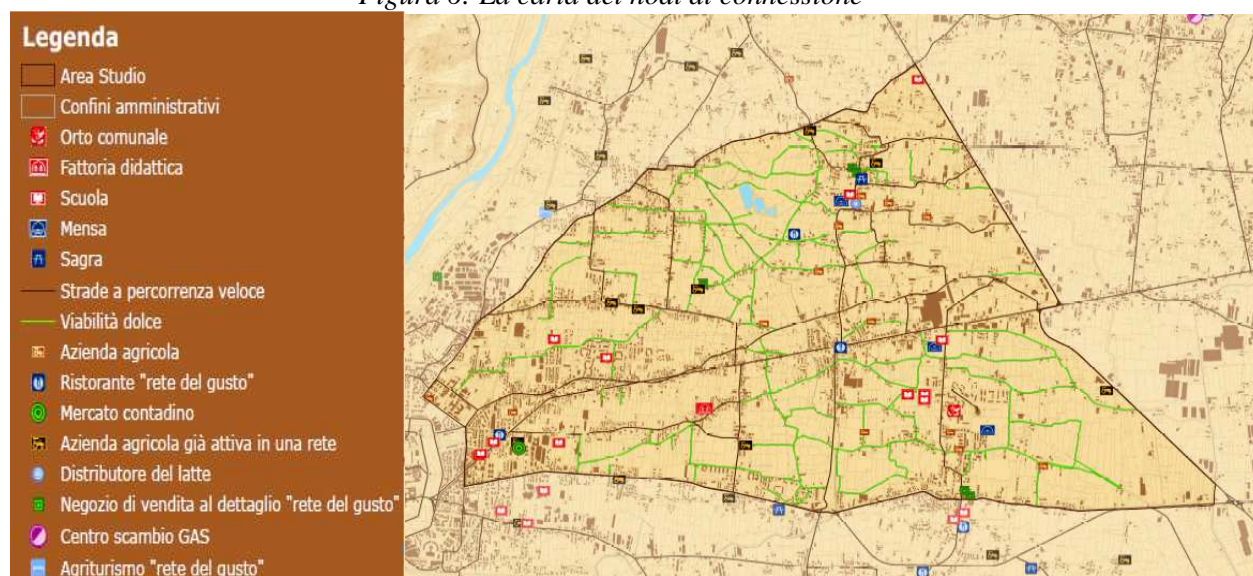 Figura 6: La carta dei nodi di connessione
Legenda
Area Studio
Confini amministrativi
Orto comunale
Fattoria didattica
Scuola
Mensa
Sagra
Strade a percorrenza veloce
Viabilità dolce
Azienda agricola
Ristorante "rete del gusto"
Mercato contadino
Azienda agricola già attiva in una rete
Distributore del latte
Negozio di vendita al dettaglio "rete del gusto"
Centro scambio GAS
Agriturismo "rete del gusto"